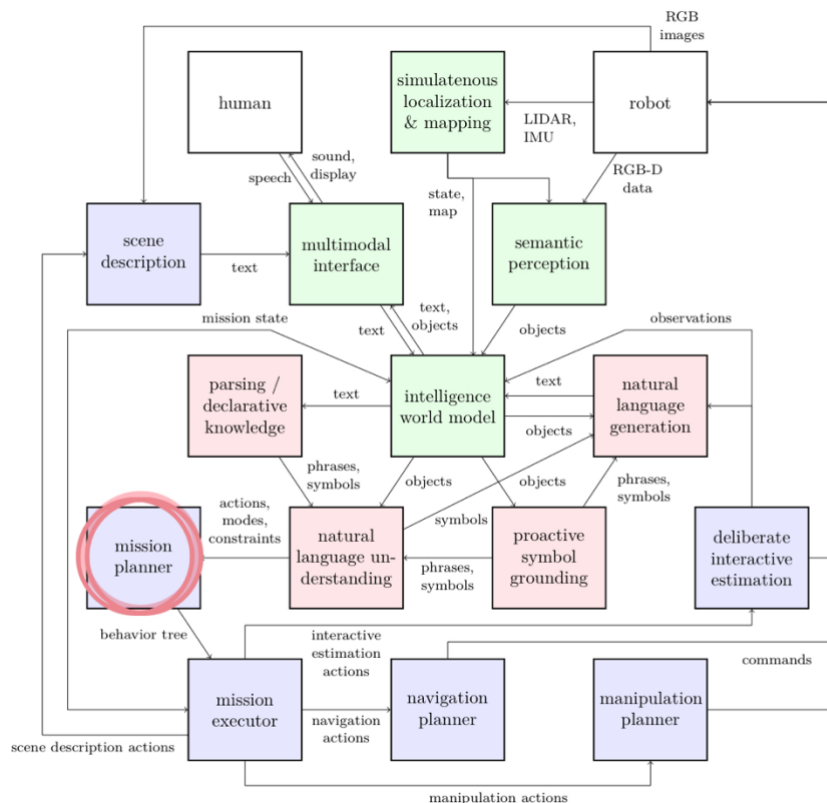 RGB
images
human
simulatenous
localization
& mapping
robot
LIDAR,
IMU
sound,
display
speech
RGB-D
data
state,
map
scene
description
text
multimodal
interface
semantic
perception
mission state
text
text,
objects
objects
observations
parsing /
declarative
knowledge
text
intelligence
world model
text
objects
natural
language
generation
phrases,
symbols
objects
objects
phrases,
symbols
actions,
modes,
constraints
symbols
mission
planner
natural
language un-
derstanding
phrases,
symbols
proactive
symbol
grounding
deliberate
interactive
estimation
behavior tree
interactive
estimation
actions
commands
mission
executor
navigation
actions
navigation
planner
manipulation
planner
scene description actions
manipulation actions